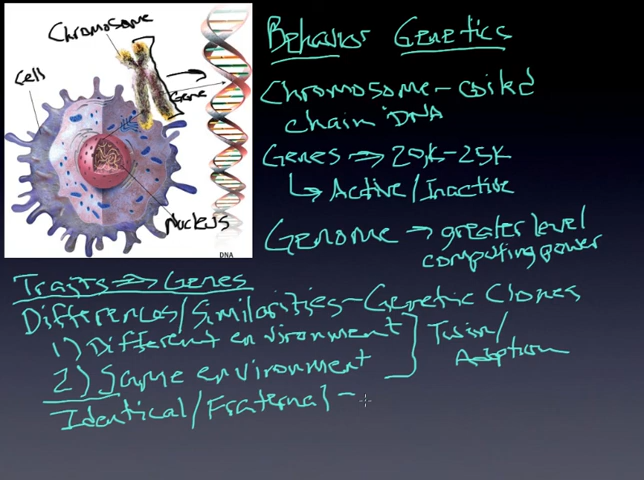 Chromosome
Cell
Gene
Nucleus
DNA
Behavior Genetics
Chromosome - coiled
chain DNA
Genes → 20K-25K
↳ Active/Inactive
Genome → greater level
computing power
Traits → Genes
Differences/Similarities - Genetic Clones
1) Different environment
2) Same environment
Twin/
Adoption
Identical/Fraternal -